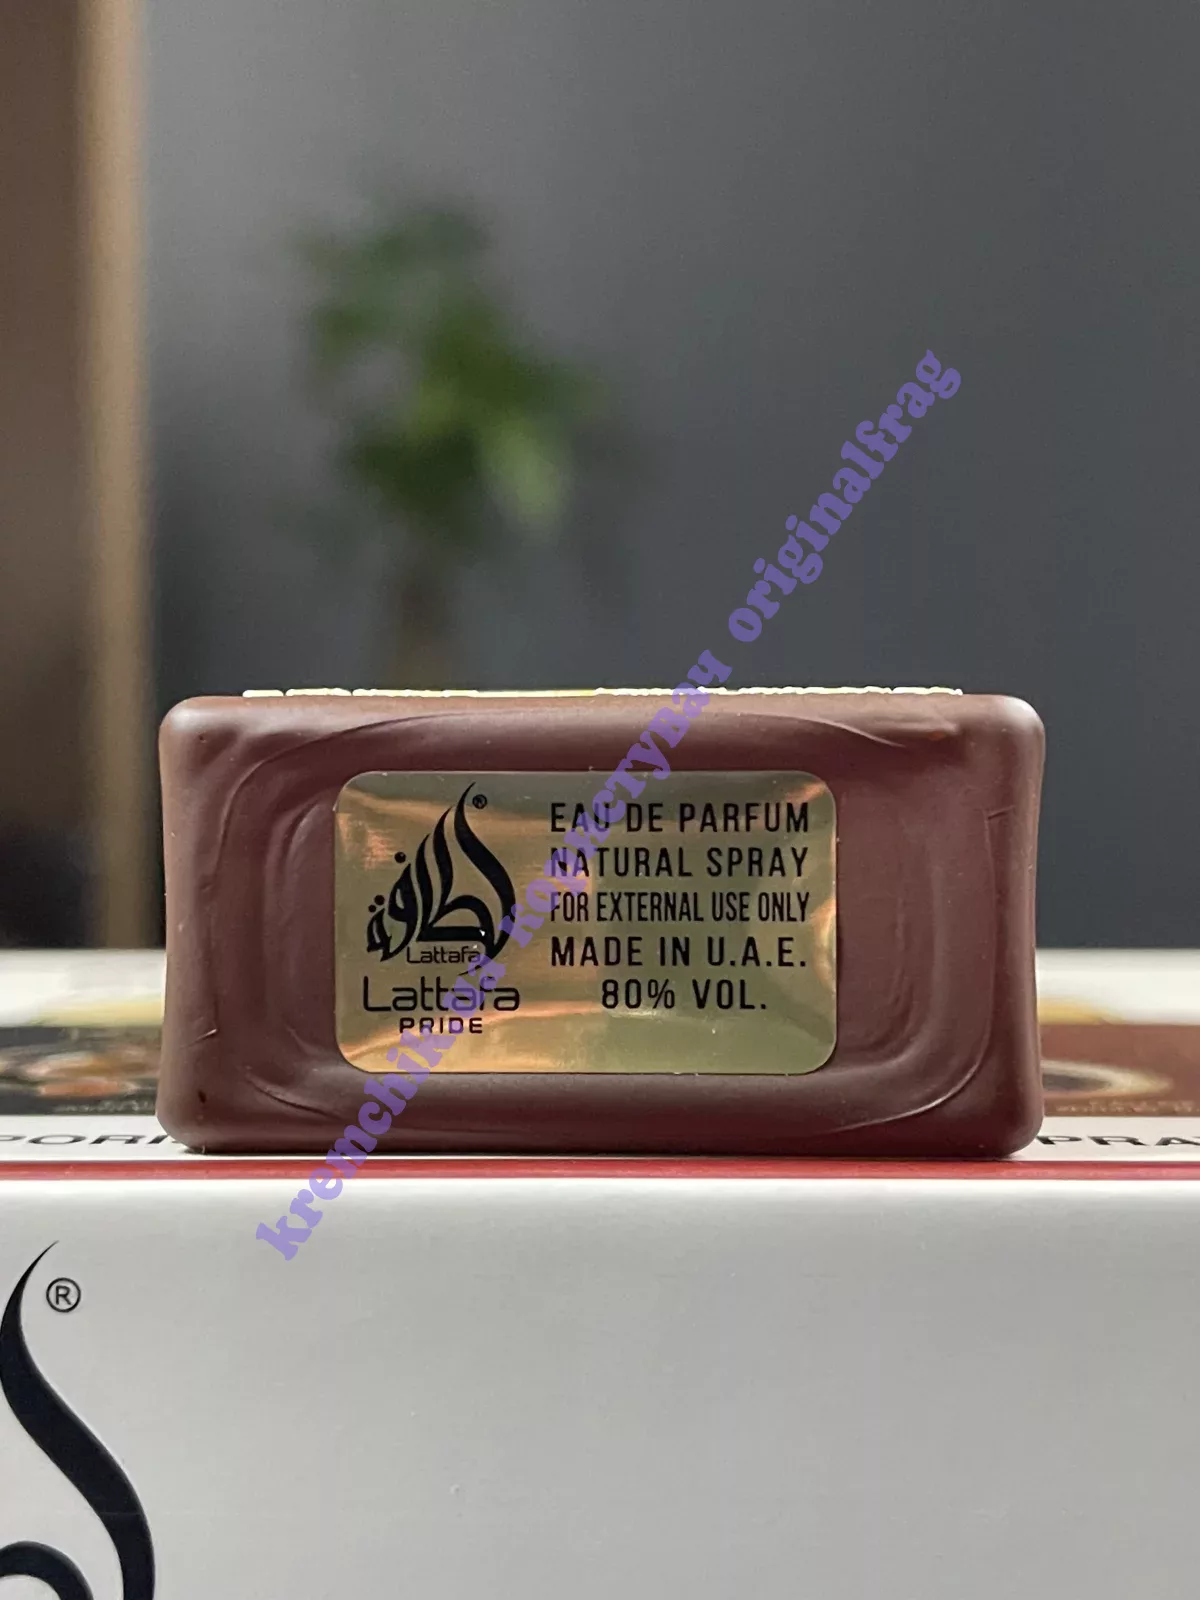 لطافة
®
Lattafa
Lattafa
PRIDE
EAU DE PARFUM
NATURAL SPRAY
FOR EXTERNAL USE ONLY
MADE IN U.A.E.
80% VOL.
®
originalfrag